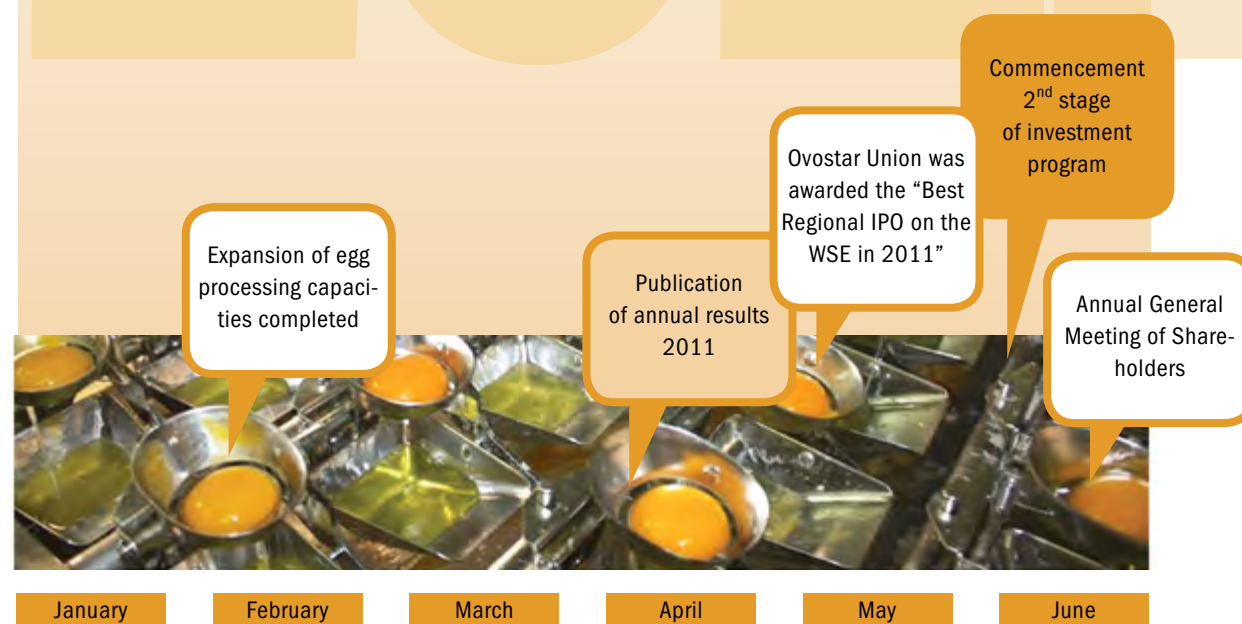 Expansion of egg
processing capaci-
ties completed
Publication
of annual results
2011
Ovostar Union was
awarded the “Best
Regional IPO on the
WSE in 2011”
Commencement
2nd stage
of investment
program
Annual General
Meeting of Share-
holders
January
February
March
April
May
June